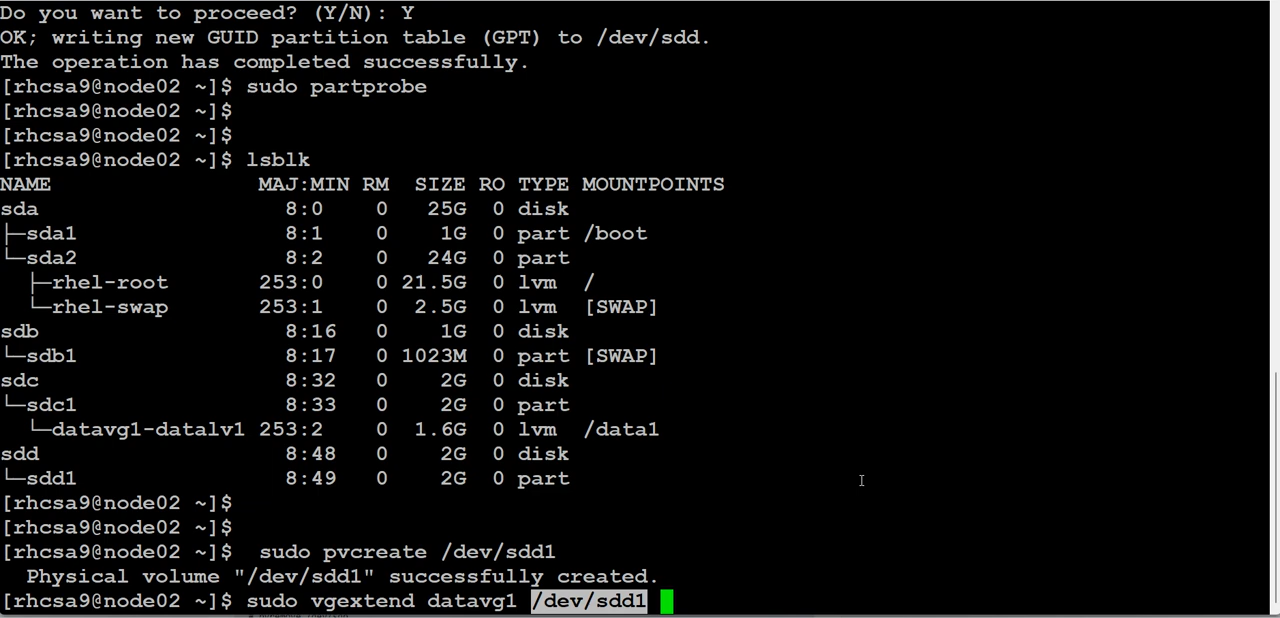 Do you want to proceed? (Y/N): Y
OK; writing new GUID partition table (GPT) to /dev/sdd.
The operation has completed successfully.
[rhcsa9@node02 ~]$ sudo partprobe
[rhcsa9@node02 ~]$
[rhcsa9@node02 ~]$
[rhcsa9@node02 ~]$ lsblk
NAME                MAJ:MIN RM   SIZE RO TYPE MOUNTPOINTS
sda                   8:0    0    25G  0 disk
├─sda1                8:1    0     1G  0 part /boot
└─sda2                8:2    0    24G  0 part
  ├─rhel-root       253:0    0  21.5G  0 lvm  /
  └─rhel-swap       253:1    0   2.5G  0 lvm  [SWAP]
sdb                   8:16   0     1G  0 disk
└─sdb1                8:17   0  1023M  0 part [SWAP]
sdc                   8:32   0     2G  0 disk
└─sdc1                8:33   0     2G  0 part
  └─datavg1-datalv1 253:2    0   1.6G  0 lvm  /data1
sdd                   8:48   0     2G  0 disk
└─sdd1                8:49   0     2G  0 part
[rhcsa9@node02 ~]$
[rhcsa9@node02 ~]$
[rhcsa9@node02 ~]$  sudo pvcreate /dev/sdd1
  Physical volume "/dev/sdd1" successfully created.
[rhcsa9@node02 ~]$ sudo vgextend datavg1 /dev/sdd1